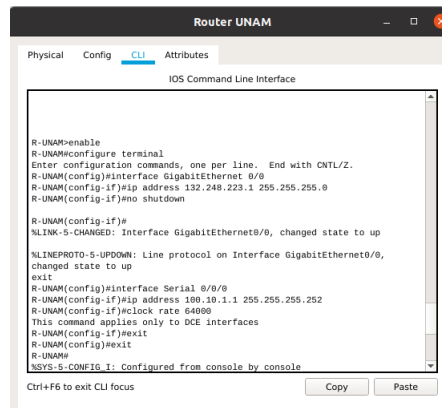 Router UNAM
Physical Config CLI Attributes
IOS Command Line Interface
R-UNAM>enable
R-UNAM#configure terminal
Enter configuration commands, one per line.  End with CNTL/Z.
R-UNAM(config)#interface GigabitEthernet 0/0
R-UNAM(config-if)#ip address 132.248.223.1 255.255.255.0
R-UNAM(config-if)#no shutdown
R-UNAM(config-if)#
%LINK-5-CHANGED: Interface GigabitEthernet0/0, changed state to up
%LINEPROTO-5-UPDOWN: Line protocol on Interface GigabitEthernet0/0,
changed state to up
exit
R-UNAM(config)#interface Serial 0/0/0
R-UNAM(config-if)#ip address 100.10.1.1 255.255.255.252
R-UNAM(config-if)#clock rate 64000
This command applies only to DCE interfaces
R-UNAM(config-if)#exit
R-UNAM(config)#exit
R-UNAM#
%SYS-5-CONFIG_I: Configured from console by console
Ctrl+F6 to exit CLI focus
Copy Paste